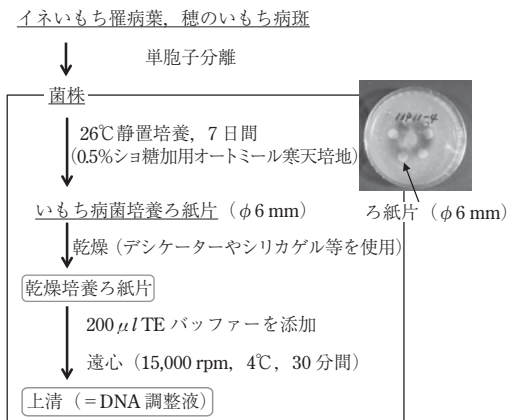 イネいもち罹病葉，穂のいもち病斑
単胞子分離
菌株
26℃静置培養，7日間
(0.5%ショ糖加用オートミール寒天培地)
いもち病菌培養ろ紙片（φ6 mm）
ろ紙片（φ6 mm）
乾燥（デシケーターやシリカゲル等を使用）
乾燥培養ろ紙片
200 μl TE バッファーを添加
遠心（15,000 rpm，4℃，30 分間）
上清（＝DNA 調整液）